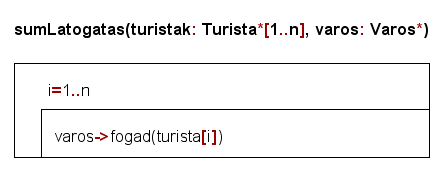 sumLatogatas(turistak: Turista*[1..n], varos: Varos*)
i=1..n
varos->fogad(turista[i])